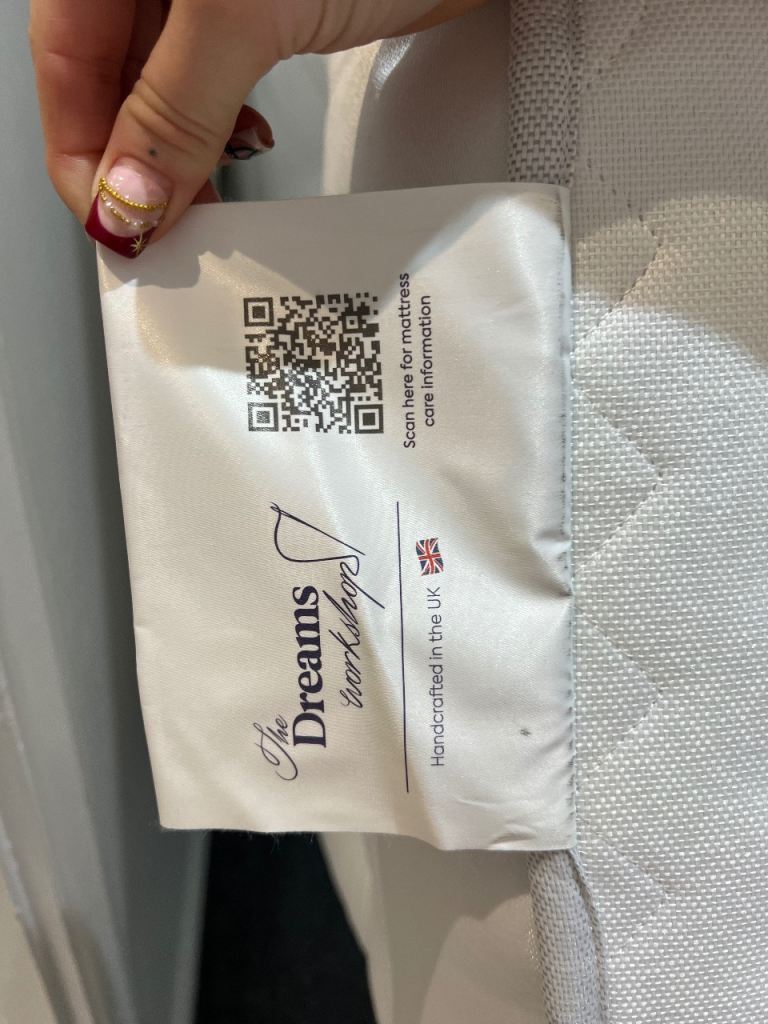 The
Dreams
workshop
Handcrafted in the UK
Scan here for mattress
care information